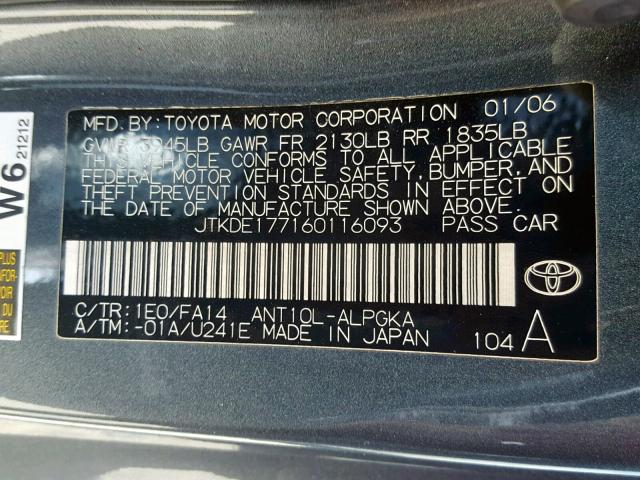 MFD. BY: TOYOTA MOTOR CORPORATION 01/06
GVWR 3945LB GAWR FR 2130LB RR 1835LB
THIS VEHICLE CONFORMS TO ALL APPLICABLE
FEDERAL MOTOR VEHICLE SAFETY, BUMPER, AND
THEFT PREVENTION STANDARDS IN EFFECT ON
THE DATE OF MANUFACTURE SHOWN ABOVE.
JTKDE177160116093 PASS CAR
C/TR: 1E0/FA14 ANT10L-ALPGKA
A/TM: -01A/U241E MADE IN JAPAN
104 A
W6
21212
PLUS